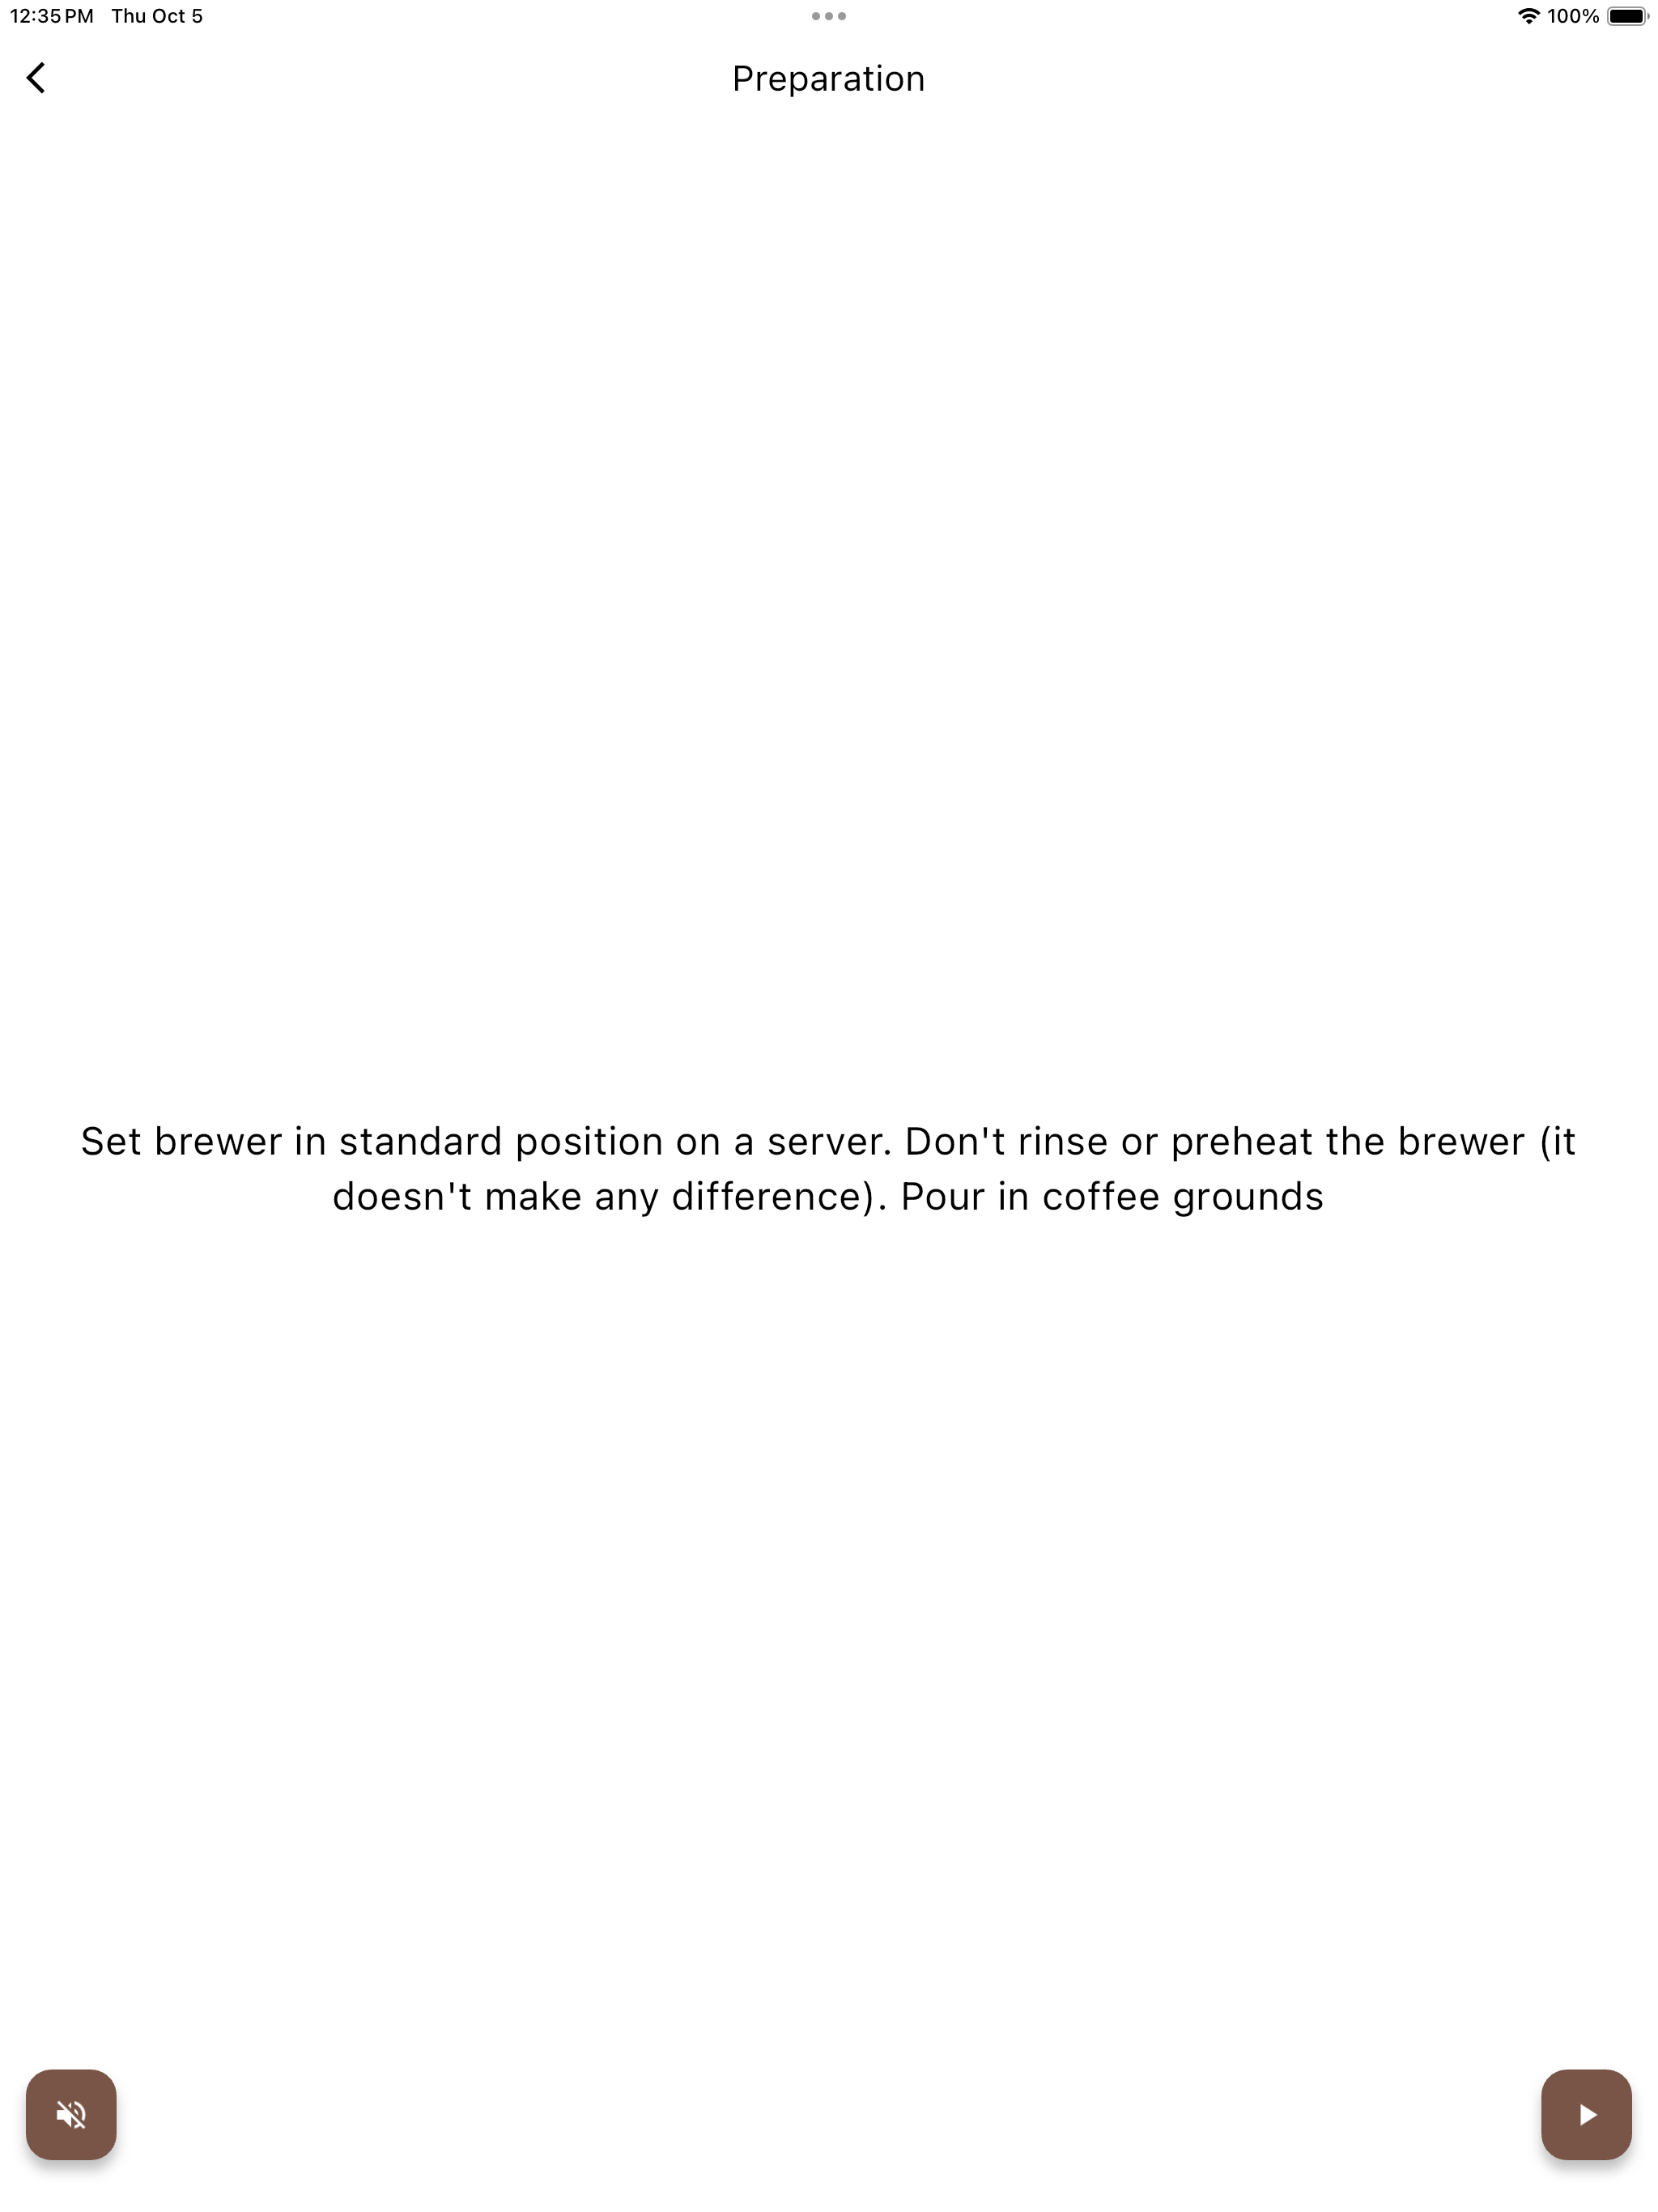 12:35 PM Thu Oct 5 100%
Preparation
Set brewer in standard position on a server. Don't rinse or preheat the brewer (it
doesn't make any difference). Pour in coffee grounds